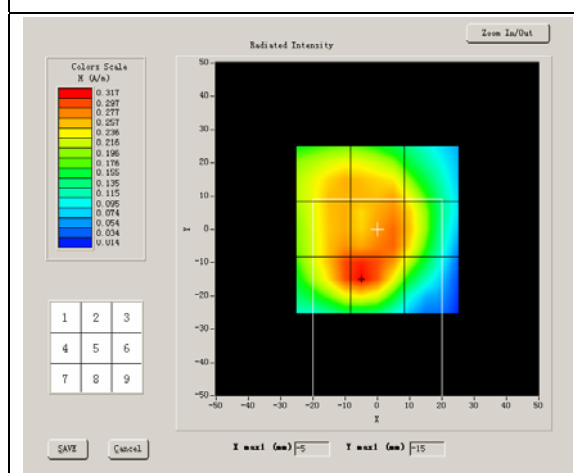 Zoom In/Out
Radiated Intensity
Colors Scale
H (A/m)
0.317
0.297
0.277
0.257
0.236
0.216
0.196
0.176
0.155
0.135
0.115
0.095
0.074
0.054
0.034
0.014
50
40
30
20
10
0
-10
-20
-30
-40
-50
Y
-50 -40 -30 -20 -10 0 10 20 30 40 50
X
1 2 3
4 5 6
7 8 9
SAVE Cancel
X max1 (mm) -5 Y max1 (mm) -15